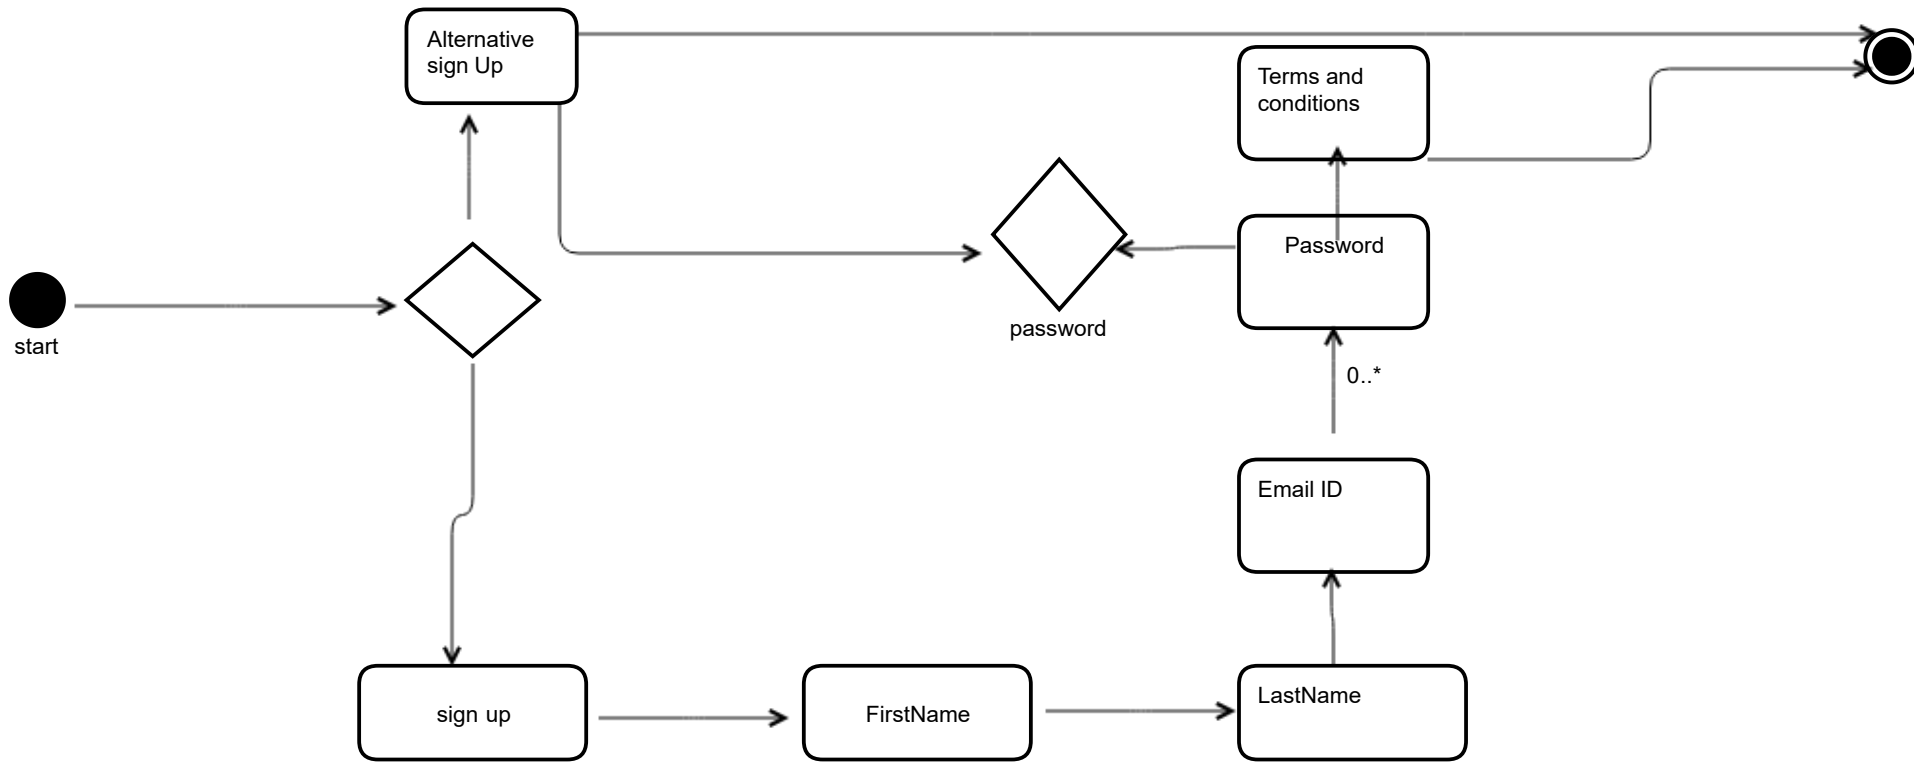 Alternative
sign Up
Terms and
conditions
Password
start
password
0..*
Email ID
sign up
FirstName
LastName